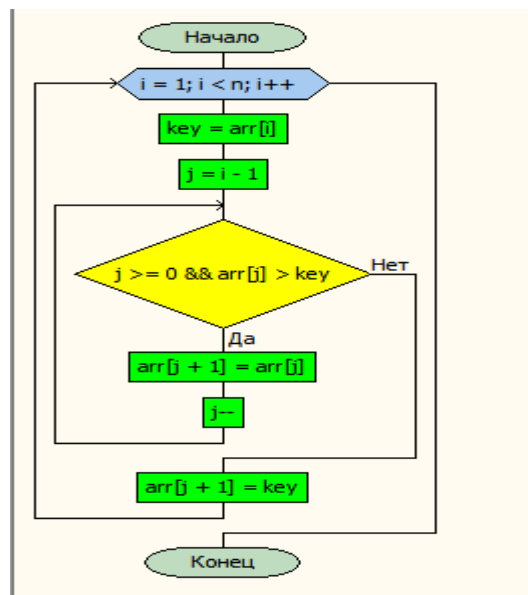 Начало
i = 1; i < n; i++
key = arr[i]
j = i - 1
j >= 0 && arr[j] > key
Нет
Да
arr[j + 1] = arr[j]
j--
arr[j + 1] = key
Конец